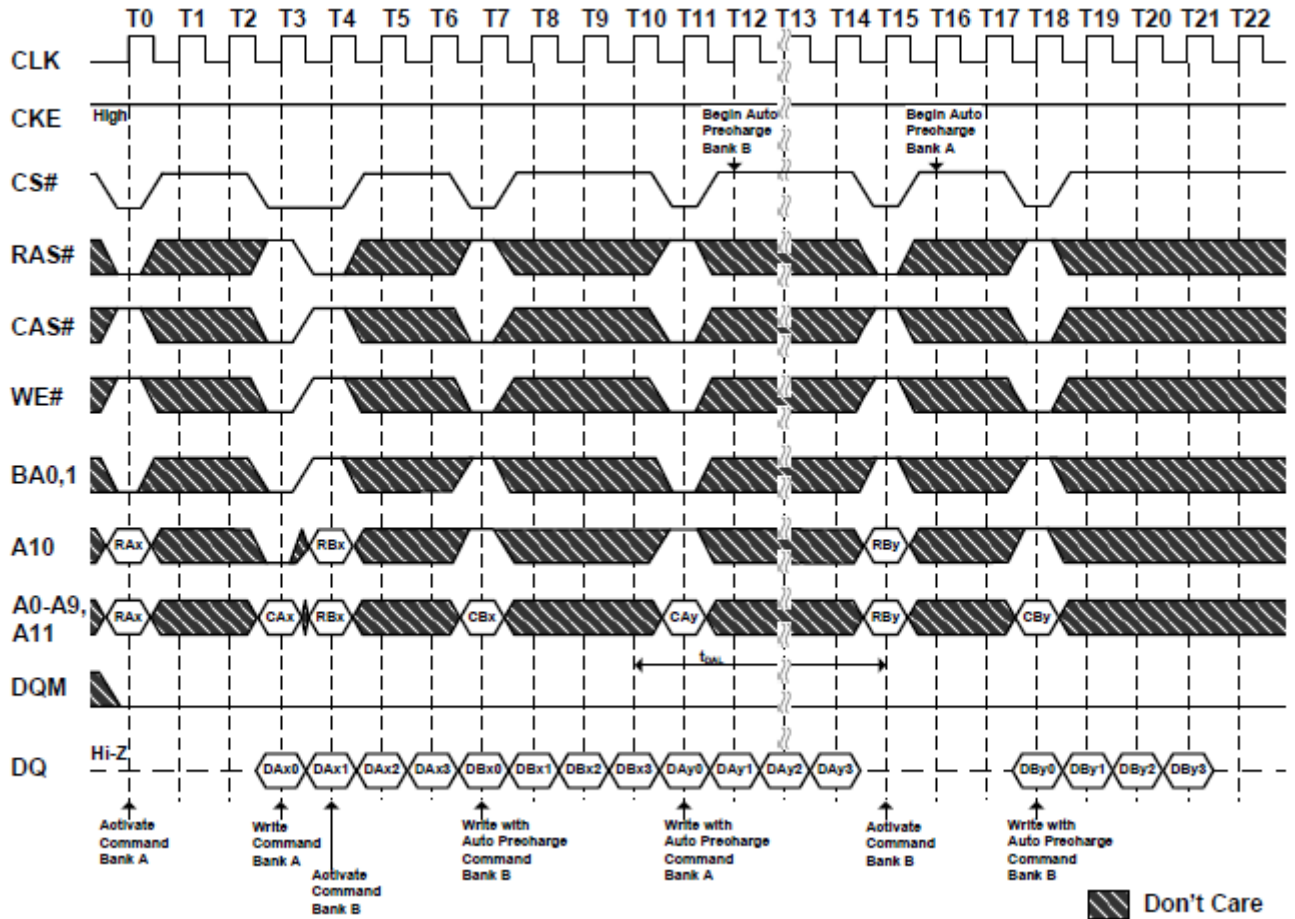 T0 T1 T2 T3 T4 T5 T6 T7 T8 T9 T10 T11 T12 T13 T14 T15 T16 T17 T18 T19 T20 T21 T22
CLK
CKE High
Begin Auto
Precharge
Bank B
Begin Auto
Precharge
Bank A
CS#
RAS#
CAS#
WE#
BA0,1
A10 RAx RBx RBy
A0-A9,
A11
RAx CAx RBx CBx CAy RBy CBy
tDAL
DQM
Hi-Z
DQ DAx0 DAx1 DAx2 DAx3 DBx0 DBx1 DBx2 DBx3 DAy0 DAy1 DAy2 DAy3 DBy0 DBy1 DBy2 DBy3
Activate
Command
Bank A
Write
Command
Bank A
Activate
Command
Bank B
Write with
Auto Precharge
Command
Bank B
Write with
Auto Precharge
Command
Bank A
Activate
Command
Bank B
Write with
Auto Precharge
Command
Bank B
Don't Care